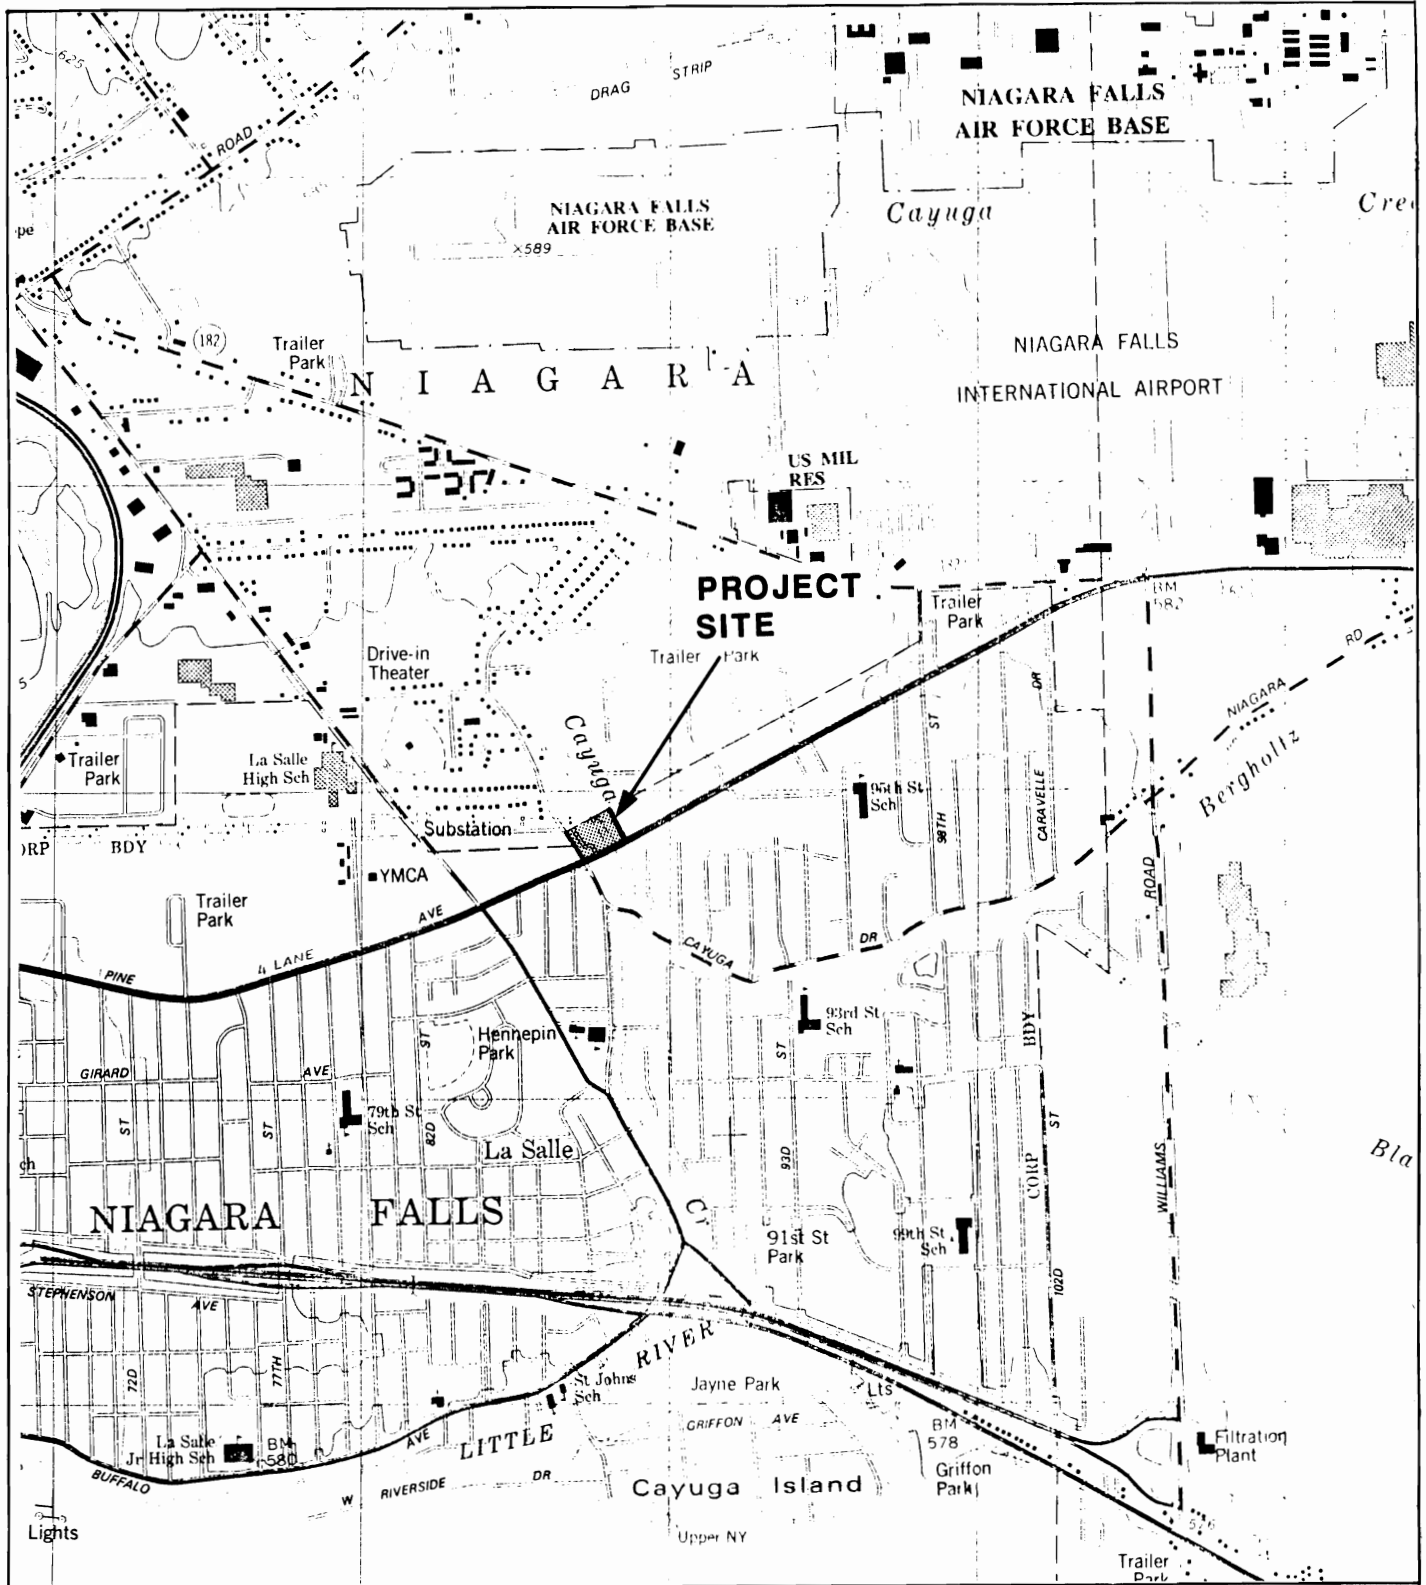 625
DRAG STRIP
NIAGARA FALLS
AIR FORCE BASE
ROAD
NIAGARA FALLS
AIR FORCE BASE
×589
Cayuga
182
Trailer
Park
NIAGARA FALLS
INTERNATIONAL AIRPORT
NIAGARA
US MIL
RES
PROJECT
SITE
Trailer
Park
BM
582
Trailer Park
RD
NIAGARA
Bergholtz
Drive-in
Theater
DR
ST
Cayuga
Trailer
Park
La Salle
High Sch
95th St
Sch
CARAVELLE
98TH
Substation
BDY
YMCA
ROAD
Trailer
Park
AVE
4 LANE
PINE
CAYUGA
DR
93rd St
Sch
BDY
Hennepin
Park
ST
ST
GIRARD
AVE
79th St
Sch
ST
ST
ST
82D
La Salle
93D
CORP
WILLIAMS
NIAGARA FALLS
Cr
91st St
Park
99th St
Sch
102D
STEPHENSON
AVE
RIVER
72D
77TH
St Johns
Sch
Jayne Park
Lts
GRIFFON AVE
La Salle
Jr High Sch
BM
580
AVE
LITTLE
BM
578
Filtration
Plant
BUFFALO
W RIVERSIDE DR
Cayuga Island
Griffon
Park
Lights
Upper NY
576
Trailer
Park